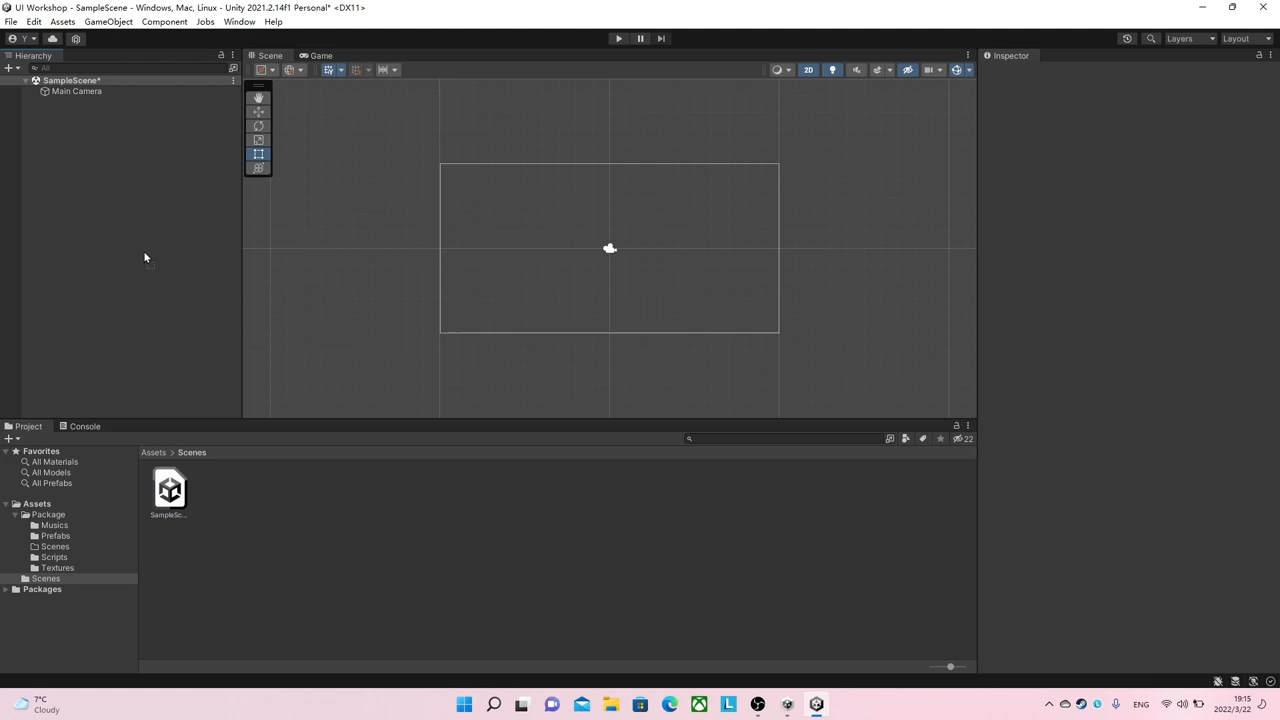 UI Workshop - SampleScene - Windows, Mac, Linux - Unity 2021.2.14f1 Personal* <DX11>
File Edit Assets GameObject Component Jobs Window Help
Y Layers Layout
Hierarchy
Scene Game
Inspector
All
2D
SampleScene*
Main Camera
Project Console
22
Favorites
All Materials
All Models
All Prefabs
Assets
Package
Musics
Prefabs
Scenes
Scripts
Textures
Scenes
Packages
Assets > Scenes
SampleSc...
7°C
Cloudy
ENG
19:15
2022/3/22